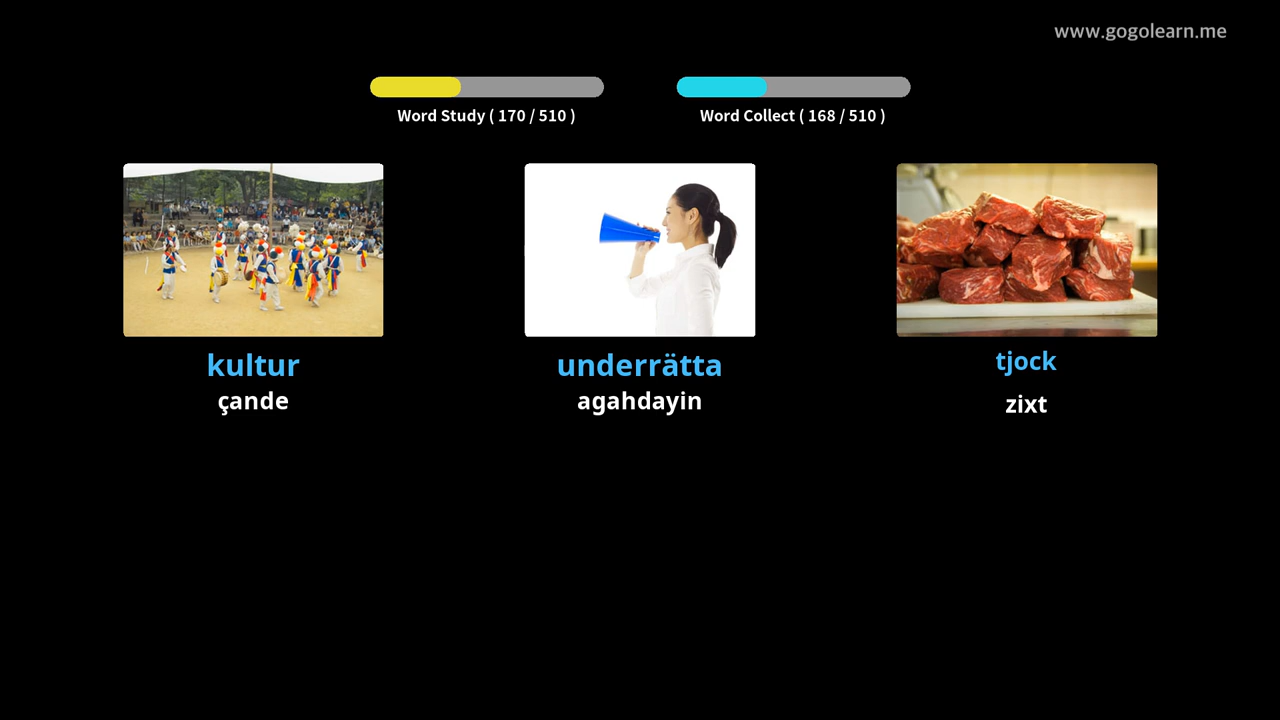 www.gogolearn.me
Word Study ( 170 / 510 )
Word Collect ( 168 / 510 )
kultur
çande
underrätta
agahdayin
tjock
zixt